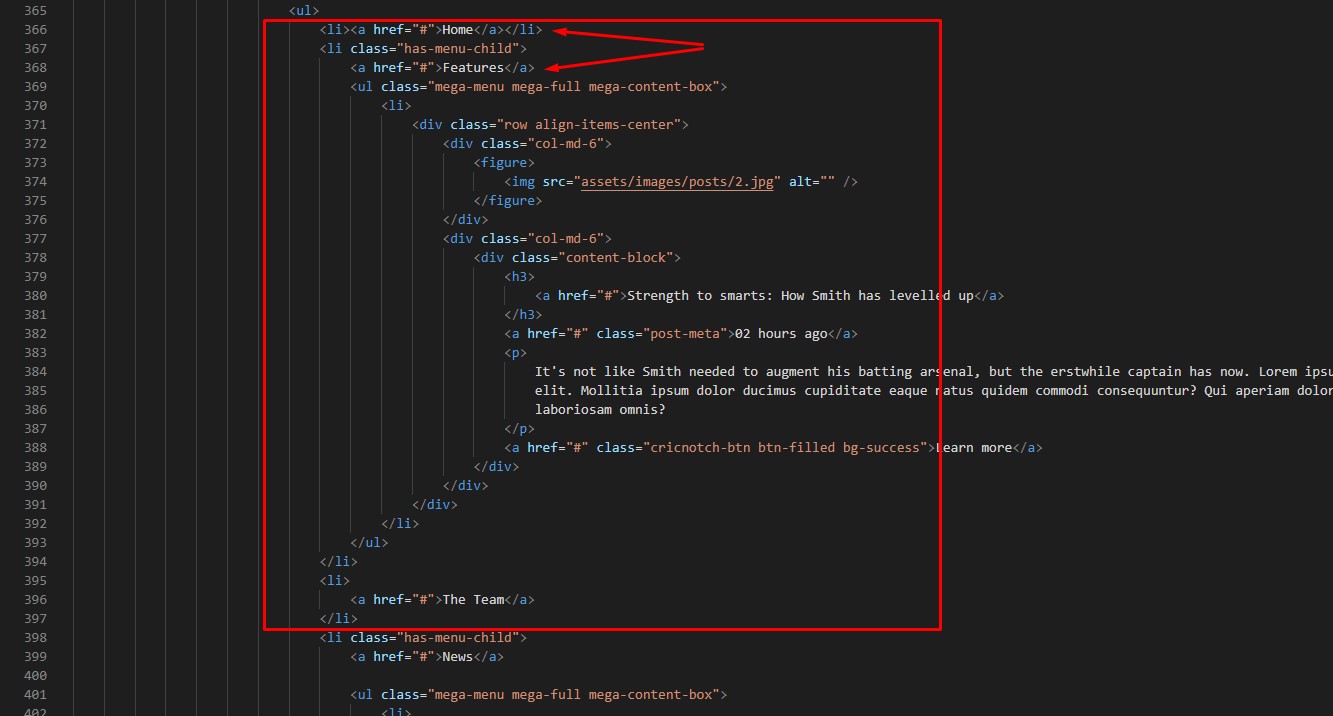 365 <ul>
366 <li><a href="#">Home</a></li>
367 <li class="has-menu-child">
368 <a href="#">Features</a>
369 <ul class="mega-menu mega-full mega-content-box">
370 <li>
371 <div class="row align-items-center">
372 <div class="col-md-6">
373 <figure>
374 <img src="assets/images/posts/2.jpg" alt="" />
375 </figure>
376 </div>
377 <div class="col-md-6">
378 <div class="content-block">
379 <h3>
380 <a href="#">Strength to smarts: How Smith has levelled up</a>
381 </h3>
382 <a href="#" class="post-meta">02 hours ago</a>
383 <p>
384 It's not like Smith needed to augment his batting arsenal, but the erstwhile captain has now. Lorem ipsu
385 elit. Mollitia ipsum dolor ducimus cupiditate eaque natus quidem commodi consequuntur? Qui aperiam dolor
386 laboriosam omnis?
387 </p>
388 <a href="#" class="cricnotch-btn btn-filled bg-success">Learn more</a>
389 </div>
390 </div>
391 </div>
392 </li>
393 </ul>
394 </li>
395 <li>
396 <a href="#">The Team</a>
397 </li>
398 <li class="has-menu-child">
399 <a href="#">News</a>
400
401 <ul class="mega-menu mega-full mega-content-box">
402 <li>